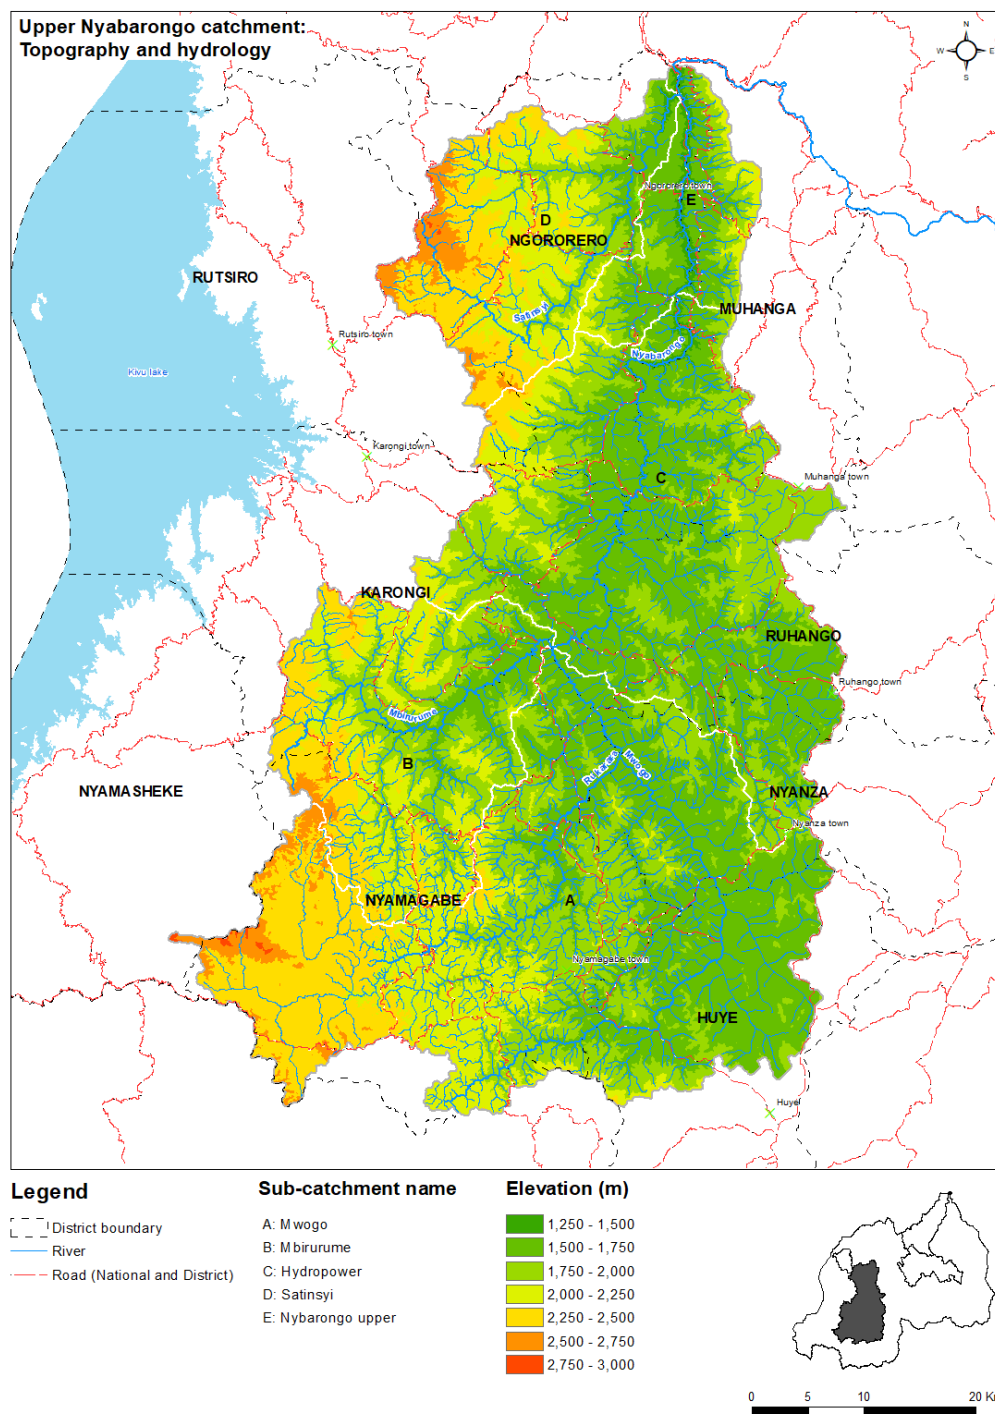 Upper Nyabarongo catchment:
Topography and hydrology
N
W
E
S
Ngororero town
E
D
NGORORERO
RUTSIRO
Satinsyi
MUHANGA
Rutsiro town
Nyabarongo
Kivu lake
Karongi town
C
Muhanga town
KARONGI
RUHANGO
Ruhango town
Mbirurume
B
Rukarara
Mwogo
NYAMASHEKE
NYANZA
Nyanza town
NYAMAGABE
A
Nyamagabe town
HUYE
Huye
Legend
District boundary
River
Road (National and District)
Sub-catchment name
A: Mwogo
B: Mbirurume
C: Hydropower
D: Satinsyi
E: Nybarongo upper
Elevation (m)
1,250 - 1,500
1,500 - 1,750
1,750 - 2,000
2,000 - 2,250
2,250 - 2,500
2,500 - 2,750
2,750 - 3,000
0 5 10 20 K